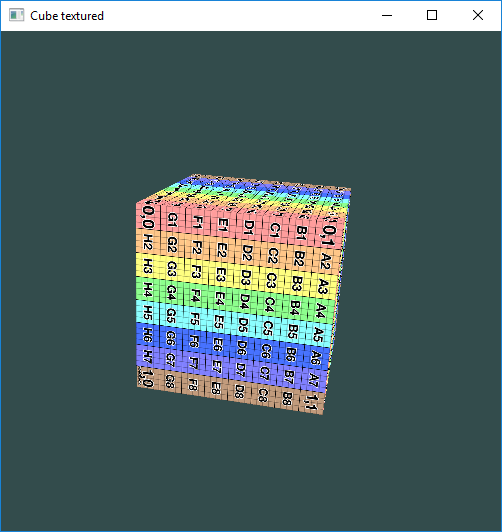 Cube textured
0,0 G1 F1 E1 D1 C1 B1 0,1
H2 G2 F2 E2 D2 C2 B2 A2
H3 G3 F3 E3 D3 C3 B3 A3
H4 G4 F4 E4 D4 C4 B4 A4
H5 G5 F5 E5 D5 C5 B5 A5
H6 G6 F6 E6 D6 C6 B6 A6
H7 G7 F7 E7 D7 C7 B7 A7
1,0 G8 F8 E8 D8 C8 B8 1,1